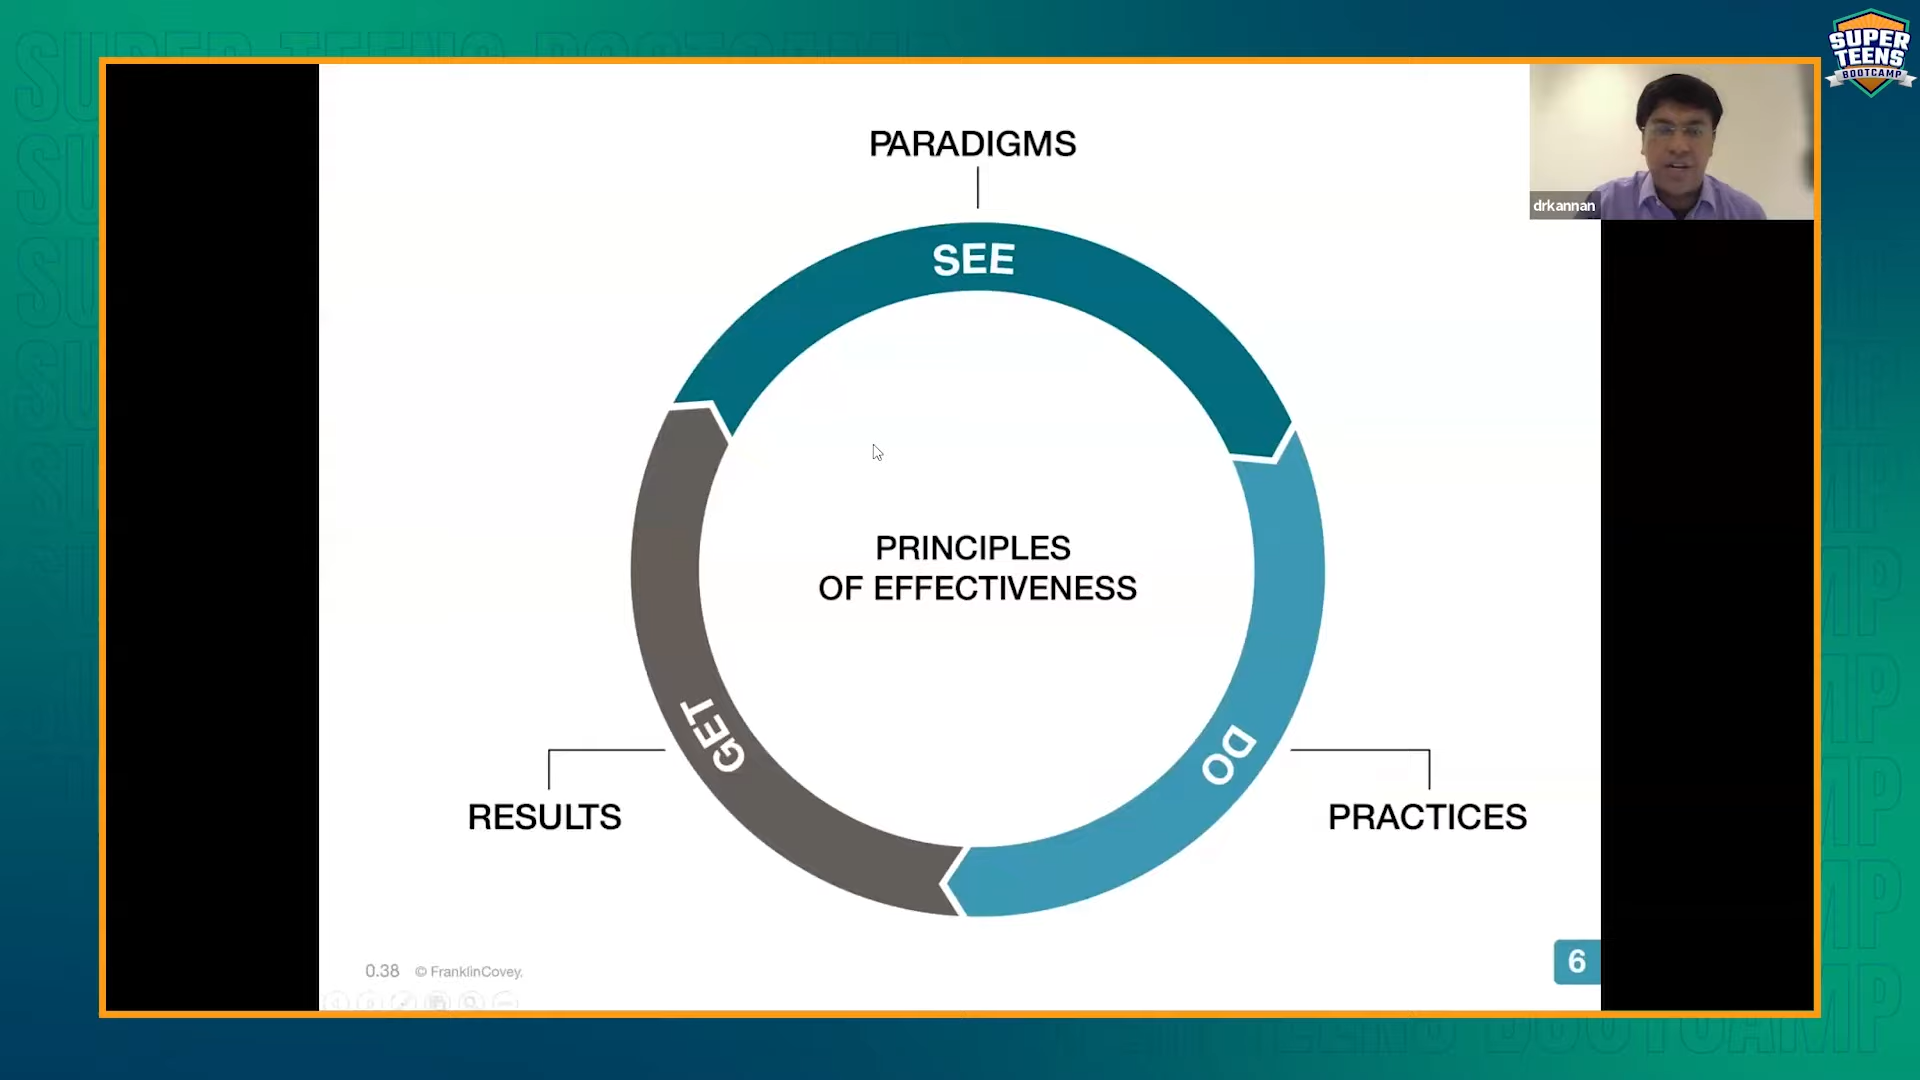 SUPER
TEENS
BOOTCAMP
drkannan
PARADIGMS
SEE
PRINCIPLES
OF EFFECTIVENESS
GET
DO
RESULTS
PRACTICES
0.38 © FranklinCovey.
6